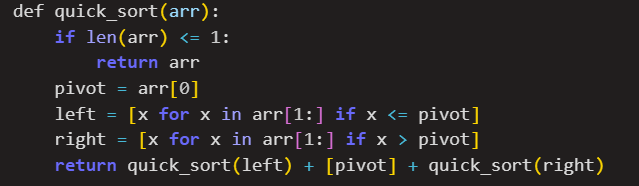 def quick_sort(arr):
    if len(arr) <= 1:
        return arr
    pivot = arr[0]
    left = [x for x in arr[1:] if x <= pivot]
    right = [x for x in arr[1:] if x > pivot]
    return quick_sort(left) + [pivot] + quick_sort(right)